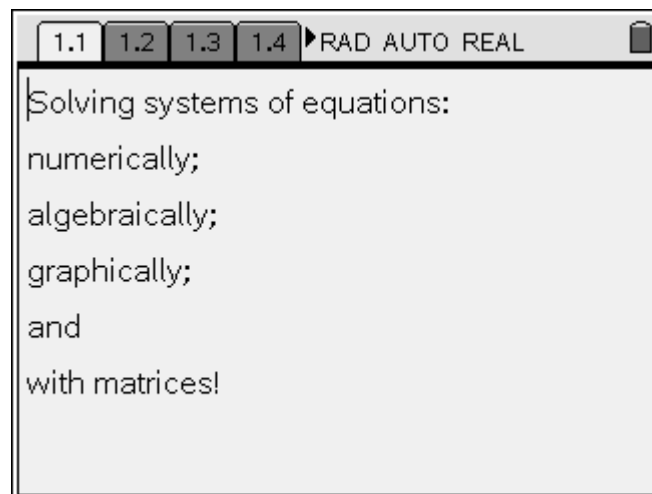 1.1 1.2 1.3 1.4 RAD AUTO REAL
Solving systems of equations:
numerically;
algebraically;
graphically;
and
with matrices!